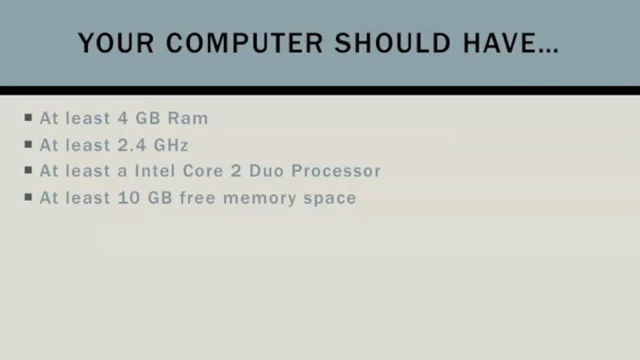 YOUR COMPUTER SHOULD HAVE...
▪ At least 4 GB Ram
▪ At least 2.4 GHz
▪ At least a Intel Core 2 Duo Processor
▪ At least 10 GB free memory space